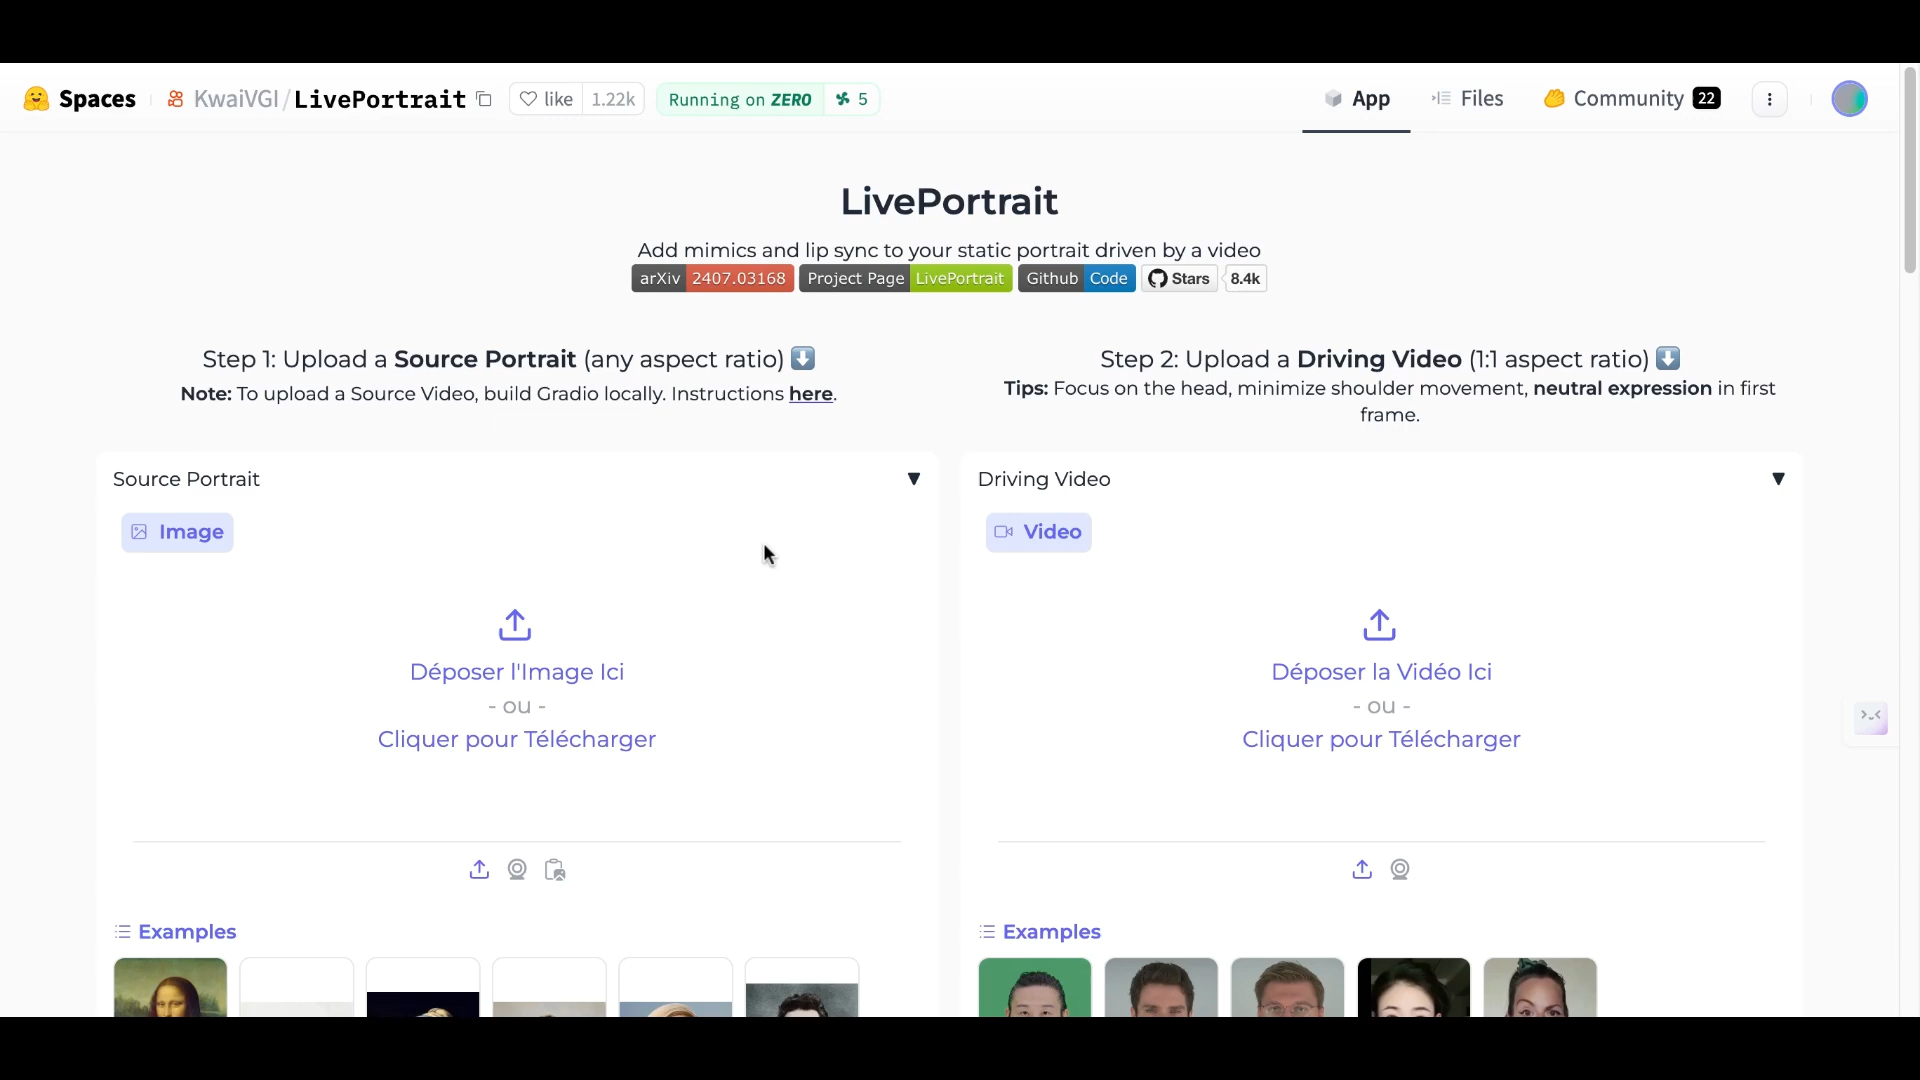 Spaces KwaiVGI/LivePortrait like 1.22k Running on ZERO 5 App Files Community 22
LivePortrait
Add mimics and lip sync to your static portrait driven by a video
arXiv 2407.03168 Project Page LivePortrait Github Code Stars 8.4k
Step 1: Upload a Source Portrait (any aspect ratio)
Note: To upload a Source Video, build Gradio locally. Instructions here.
Step 2: Upload a Driving Video (1:1 aspect ratio)
Tips: Focus on the head, minimize shoulder movement, neutral expression in first
frame.
Source Portrait
Image
Déposer l'Image Ici
- ou -
Cliquer pour Télécharger
Examples
Driving Video
Video
Déposer la Vidéo Ici
- ou -
Cliquer pour Télécharger
Examples